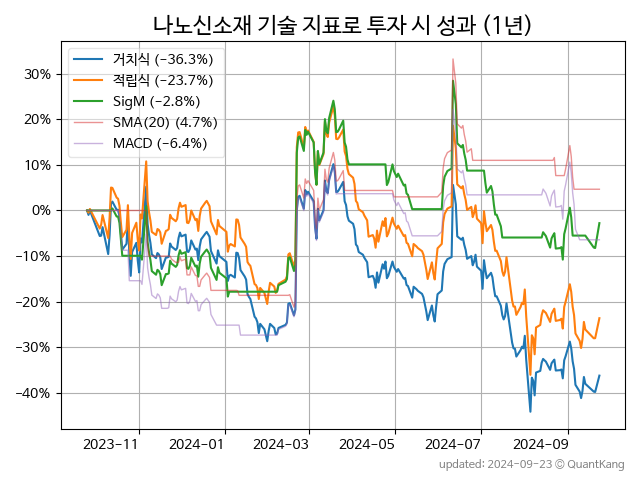 나노신소재 기술 지표로 투자 시 성과 (1년)
거치식 (−36.3%)
적립식 (−23.7%)
SigM (−2.8%)
SMA(20) (4.7%)
MACD (−6.4%)
30%
20%
10%
0%
−10%
−20%
−30%
−40%
2023-11 2024-01 2024-03 2024-05 2024-07 2024-09
updated: 2024-09-23 © QuantKang